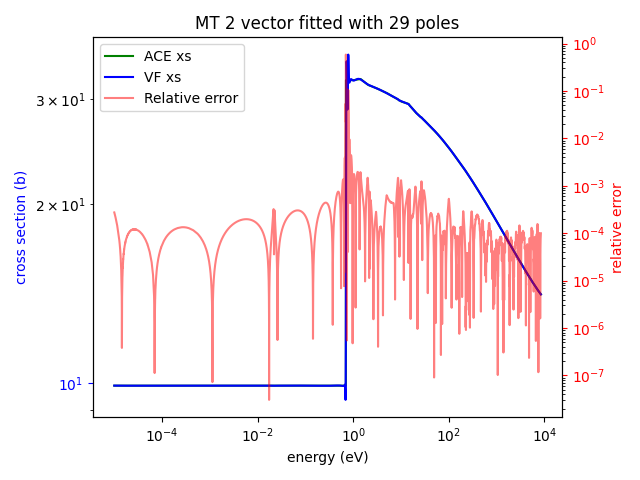 MT 2 vector fitted with 29 poles
ACE xs
VF xs
Relative error
cross section (b)
3 × 10¹
2 × 10¹
10¹
10⁰
10⁻¹
10⁻²
10⁻³
10⁻⁴
10⁻⁵
10⁻⁶
10⁻⁷
relative error
10⁻⁴ 10⁻² 10⁰ 10² 10⁴
energy (eV)